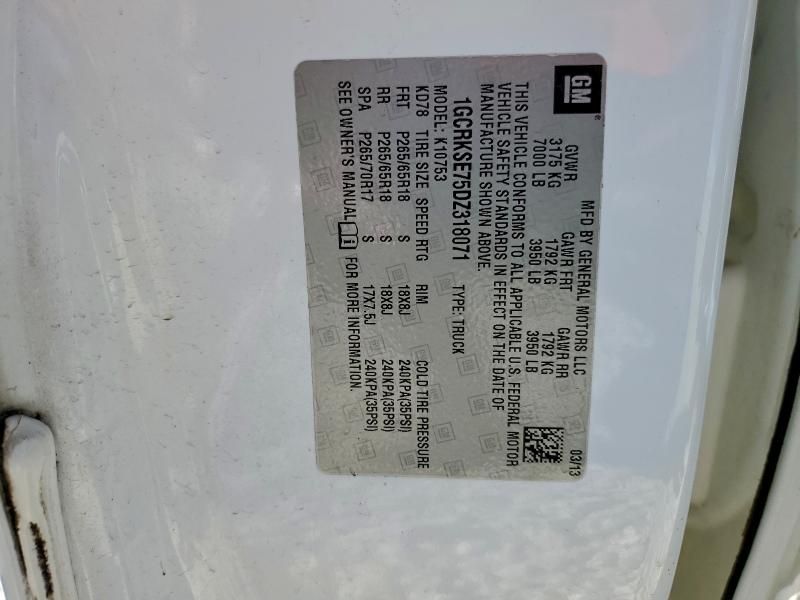 GM ®
MFD BY GENERAL MOTORS LLC 03/13
GVWR GAWR FRT GAWR RR
3175 KG 1792 KG 1792 KG
7000 LB 3950 LB 3950 LB
THIS VEHICLE CONFORMS TO ALL APPLICABLE U.S. FEDERAL MOTOR
VEHICLE SAFETY STANDARDS IN EFFECT ON THE DATE OF
MANUFACTURE SHOWN ABOVE.
1GCRKSE75DZ318071 TYPE: TRUCK
MODEL: K10753
KD78 TIRE SIZE SPEED RTG RIM COLD TIRE PRESSURE
FRT P265/65R18 S 18X8J 240KPA(35PSI)
RR P265/65R18 S 18X8J 240KPA(35PSI)
SPA P265/70R17 S 17X7.5J 240KPA(35PSI)
SEE OWNER'S MANUAL FOR MORE INFORMATION.